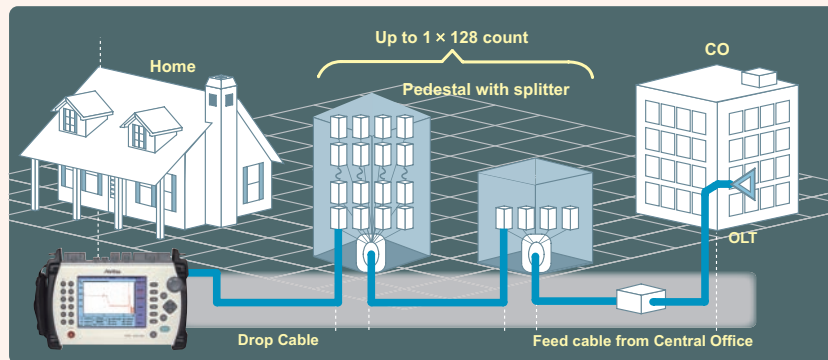 Up to 1 × 128 count
CO
Home
Pedestal with splitter
OLT
Drop Cable
Feed cable from Central Office